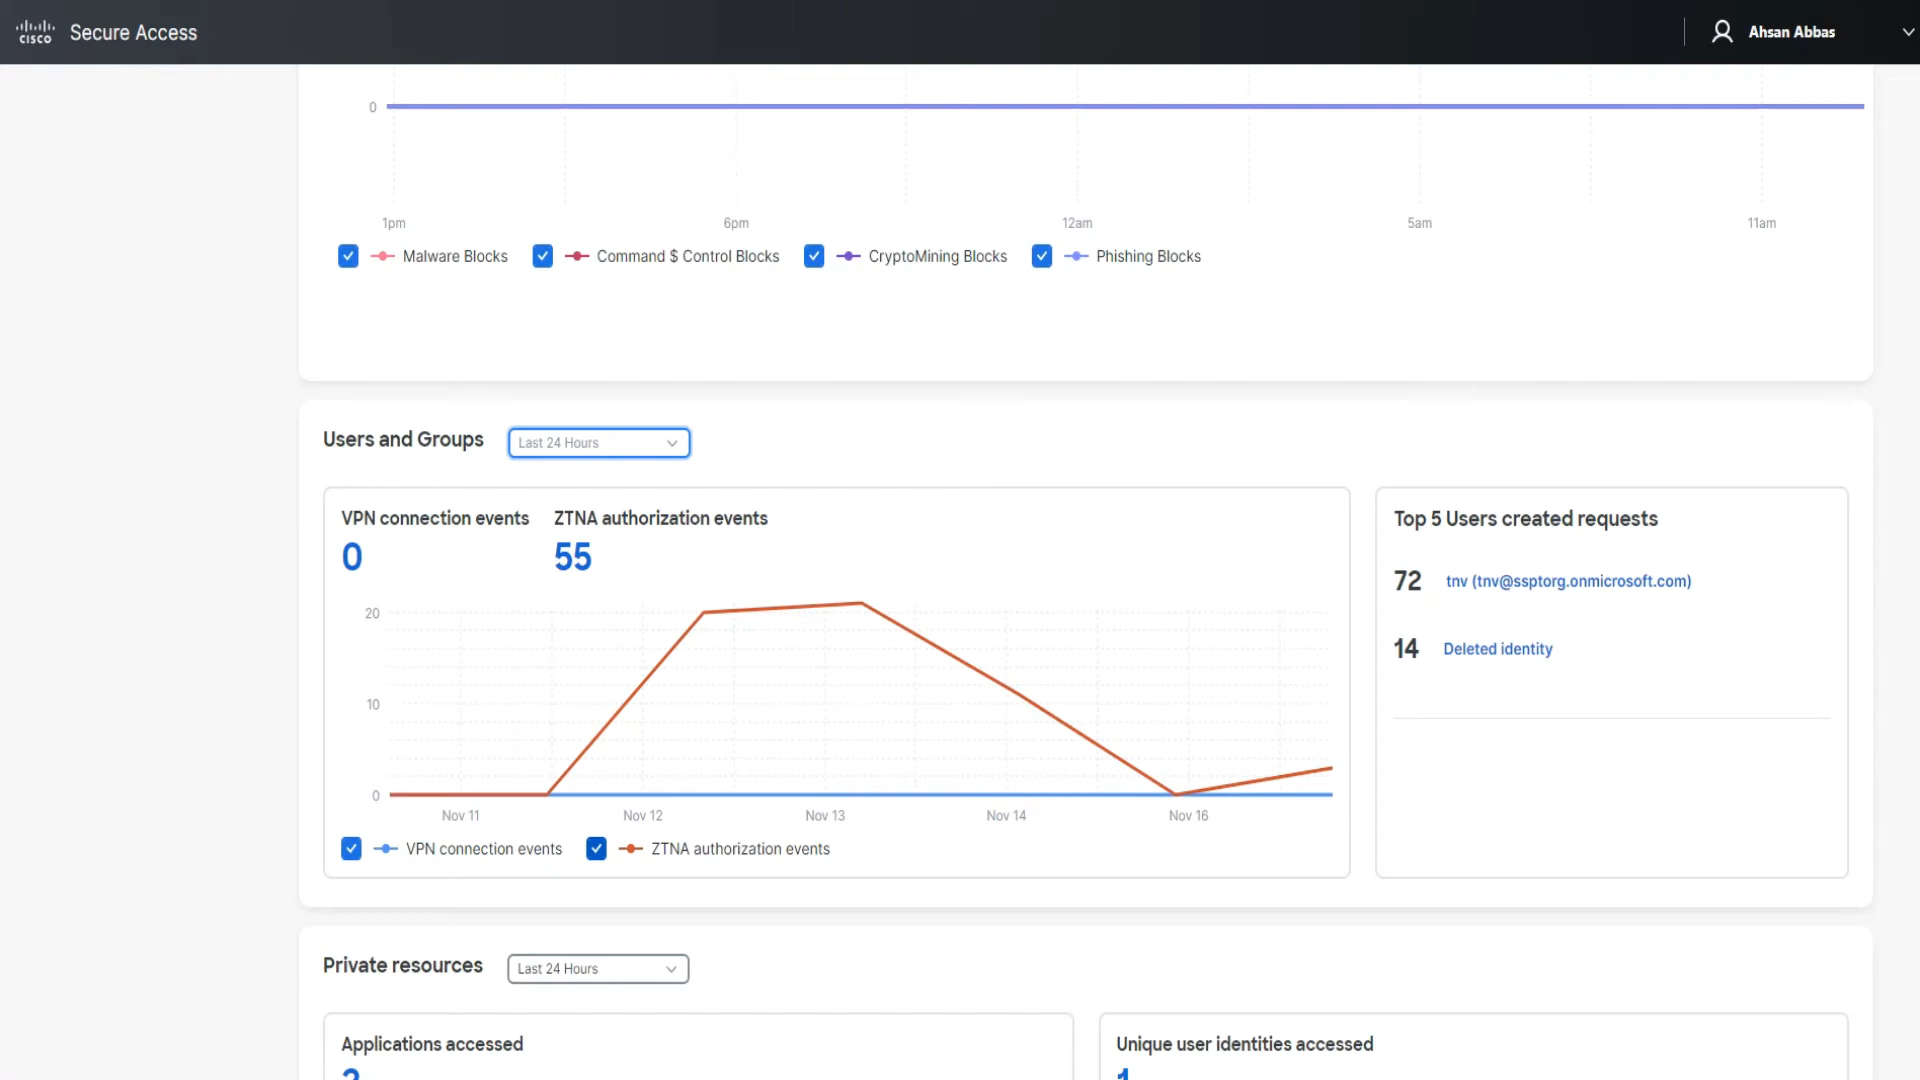 CISCO Secure Access
Ahsan Abbas
0
1pm 6pm 12am 5am 11am
Malware Blocks Command $ Control Blocks CryptoMining Blocks Phishing Blocks
Users and Groups Last 24 Hours
VPN connection events ZTNA authorization events
0 55
20
10
0
Nov 11 Nov 12 Nov 13 Nov 14 Nov 16
VPN connection events ZTNA authorization events
Top 5 Users created requests
72 tnv (tnv@ssptorg.onmicrosoft.com)
14 Deleted identity
Private resources Last 24 Hours
Applications accessed
Unique user identities accessed